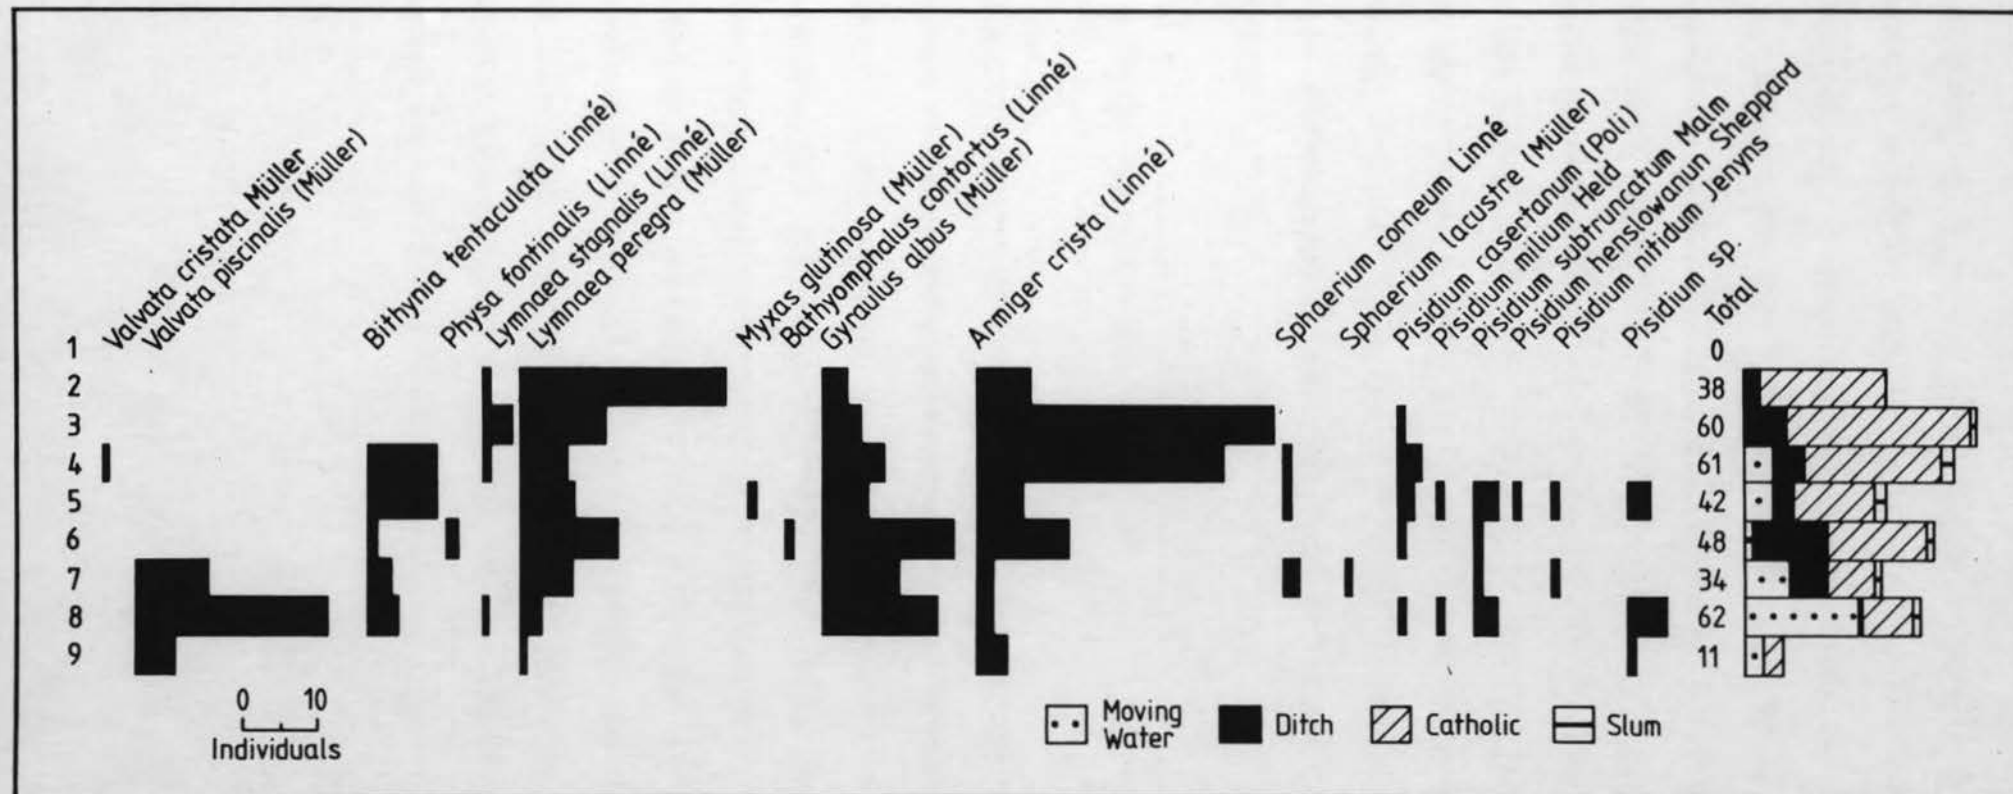 Valvata cristata Müller
Valvata piscinalis (Müller)
Bithynia tentaculata (Linné)
Physa fontinalis (Linné)
Lymnaea stagnalis (Linné)
Lymnaea peregra (Müller)
Myxas glutinosa (Müller)
Bathyomphalus contortus (Linné)
Gyraulus albus (Müller)
Armiger crista (Linné)
Sphaerium corneum Linné
Sphaerium lacustre (Müller)
Pisidium casertanum (Poli)
Pisidium milium Held
Pisidium subtruncatum Malm
Pisidium henslowanun Sheppard
Pisidium nitidum Jenyns
Pisidium sp.
Total
1 0
2 38
3 60
4 61
5 42
6 48
7 34
8 62
9 11
0 10
Individuals
Moving
Water
Ditch
Catholic
Slum